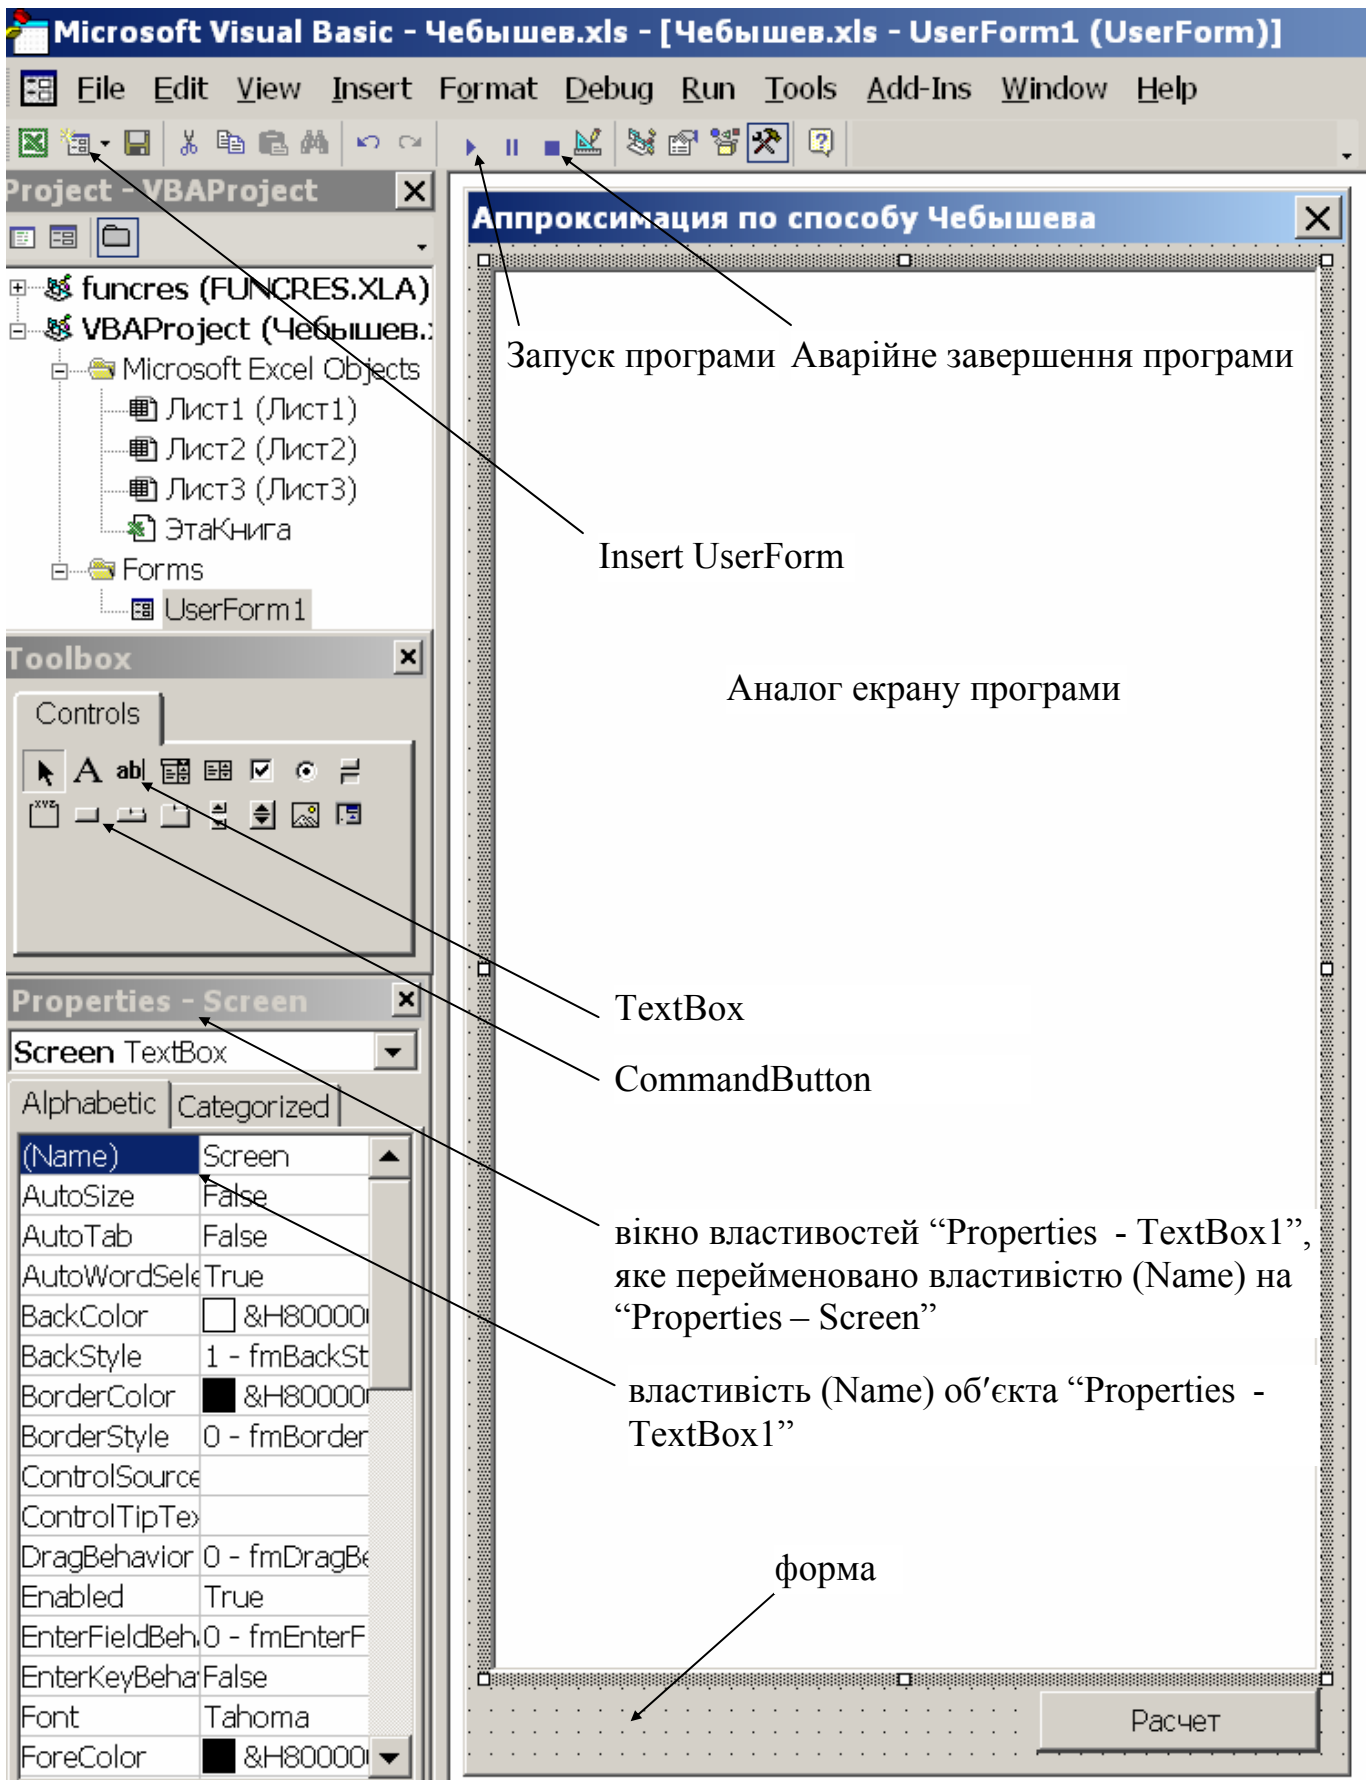 Microsoft Visual Basic - Чебышев.xls - [Чебышев.xls - UserForm1 (UserForm)]
File Edit View Insert Format Debug Run Tools Add-Ins Window Help
Project - VBAProject
funcres (FUNCRES.XLA)
VBAProject (Чебышев.
Microsoft Excel Objects
Лист1 (Лист1)
Лист2 (Лист2)
Лист3 (Лист3)
ЭтаКнига
Forms
UserForm1
Toolbox
Controls
A ab|
XYZ
Properties - Screen
Screen TextBox
Alphabetic Categorized
(Name) Screen
AutoSize False
AutoTab False
AutoWordSele True
BackColor &H80000
BackStyle 1 - fmBackSt
BorderColor &H80000
BorderStyle 0 - fmBorder
ControlSource
ControlTipTex
DragBehavior 0 - fmDragBe
Enabled True
EnterFieldBeh 0 - fmEnterF
EnterKeyBeha False
Font Tahoma
ForeColor &H80000
Аппроксимация по способу Чебышева
Запуск програми Аварійне завершення програми
Insert UserForm
Аналог екрану програми
TextBox
CommandButton
вікно властивостей “Properties - TextBox1”,
яке перейменовано властивістю (Name) на
“Properties – Screen”
властивість (Name) об′єкта “Properties -
TextBox1”
форма
Расчет